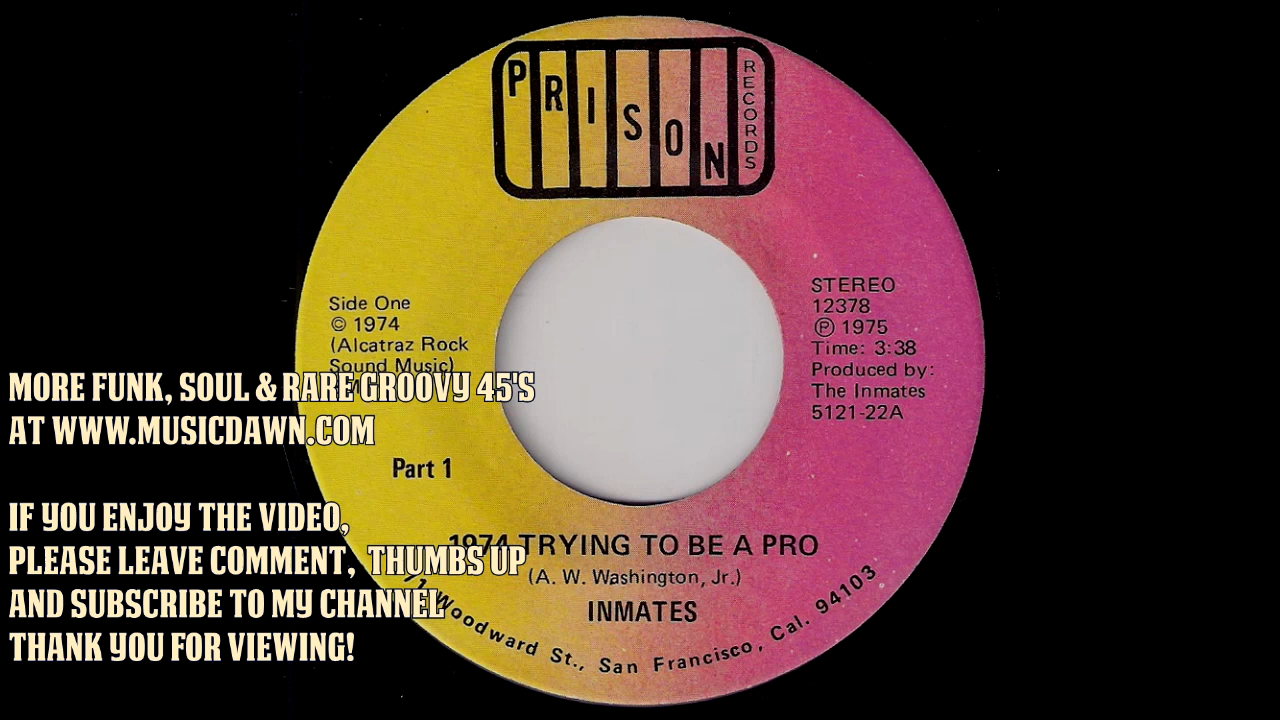 PRISON
RECORDS
Side One
© 1974
(Alcatraz Rock
Sound Music)
STEREO
12378
Ⓟ 1975
Time: 3:38
Produced by:
The Inmates
5121-22A
Part 1
1974 TRYING TO BE A PRO
(A. W. Washington, Jr.)
INMATES
Woodward St., San Francisco, Cal. 94103
MORE FUNK, SOUL & RARE GROOVY 45'S
AT WWW.MUSICDAWN.COM
IF YOU ENJOY THE VIDEO,
PLEASE LEAVE COMMENT, THUMBS UP
AND SUBSCRIBE TO MY CHANNEL
THANK YOU FOR VIEWING!